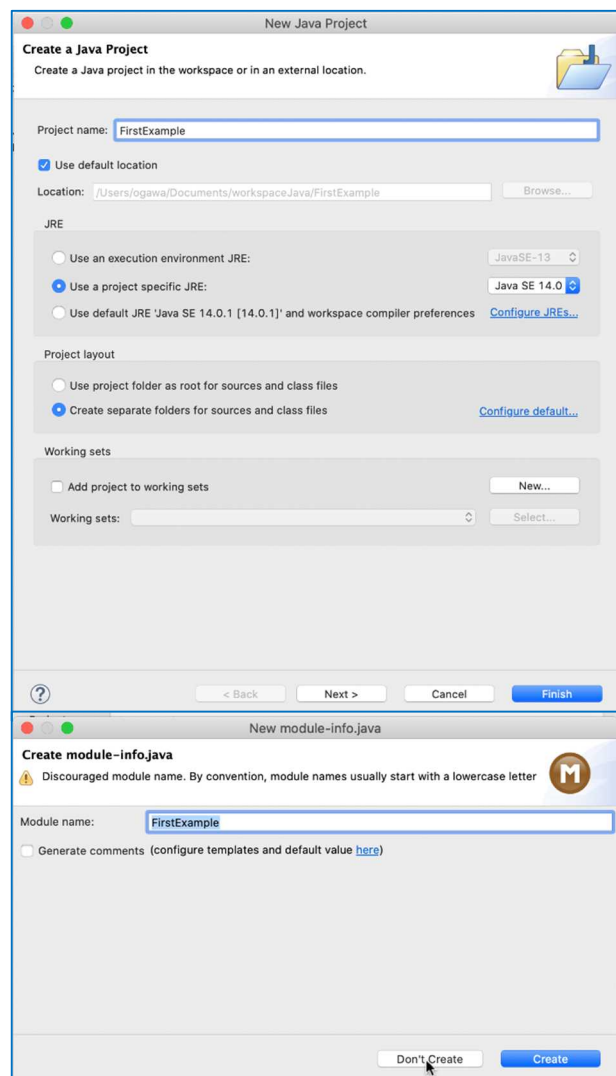 New Java Project
Create a Java Project
Create a Java project in the workspace or in an external location.
Project name: FirstExample
Use default location
Location: /Users/ogawa/Documents/workspaceJava/FirstExample Browse...
JRE
Use an execution environment JRE: JavaSE-13
Use a project specific JRE: Java SE 14.0
Use default JRE 'Java SE 14.0.1 [14.0.1]' and workspace compiler preferences Configure JREs...
Project layout
Use project folder as root for sources and class files
Create separate folders for sources and class files Configure default...
Working sets
Add project to working sets New...
Working sets: Select...
? < Back Next > Cancel Finish
New module-info.java
Create module-info.java
Discouraged module name. By convention, module names usually start with a lowercase letter
M
Module name: FirstExample
Generate comments (configure templates and default value here)
Don't Create Create